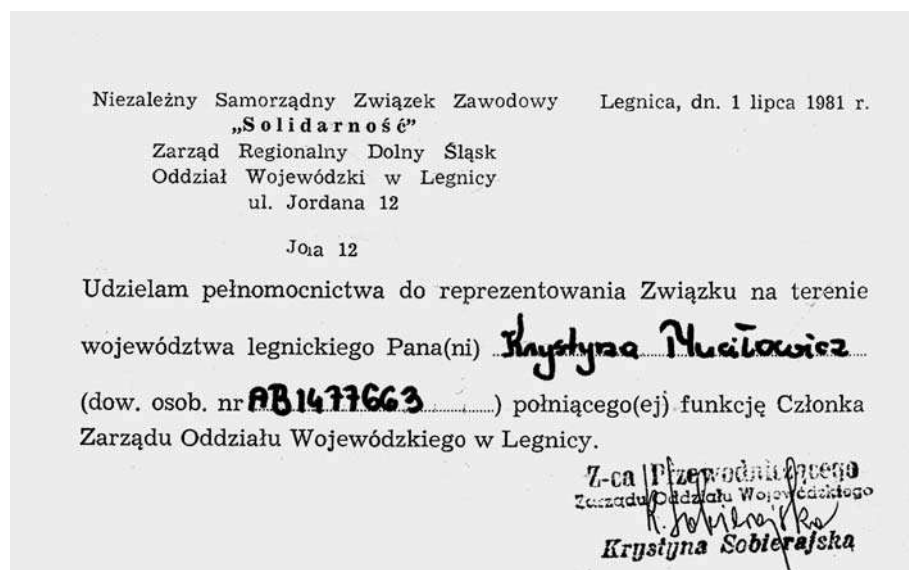 Niezależny Samorządny Związek Zawodowy Legnica, dn. 1 lipca 1981 r.
„Solidarność”
Zarząd Regionalny Dolny Śląsk
Oddział Wojewódzki w Legnicy
ul. Jordana 12
12
Udzielam pełnomocnictwa do reprezentowania Związku na terenie
województwa legnickiego Pana(ni) Krystyna Muciłowicz
(dow. osob. nr AB1477663) połniącego(ej) funkcję Członka
Zarządu Oddziału Wojewódzkiego w Legnicy.
Z-ca Przewodniczącego
Zarządu Oddziału Wojewódzkiego
K. Sobierajska
Krystyna Sobierajska